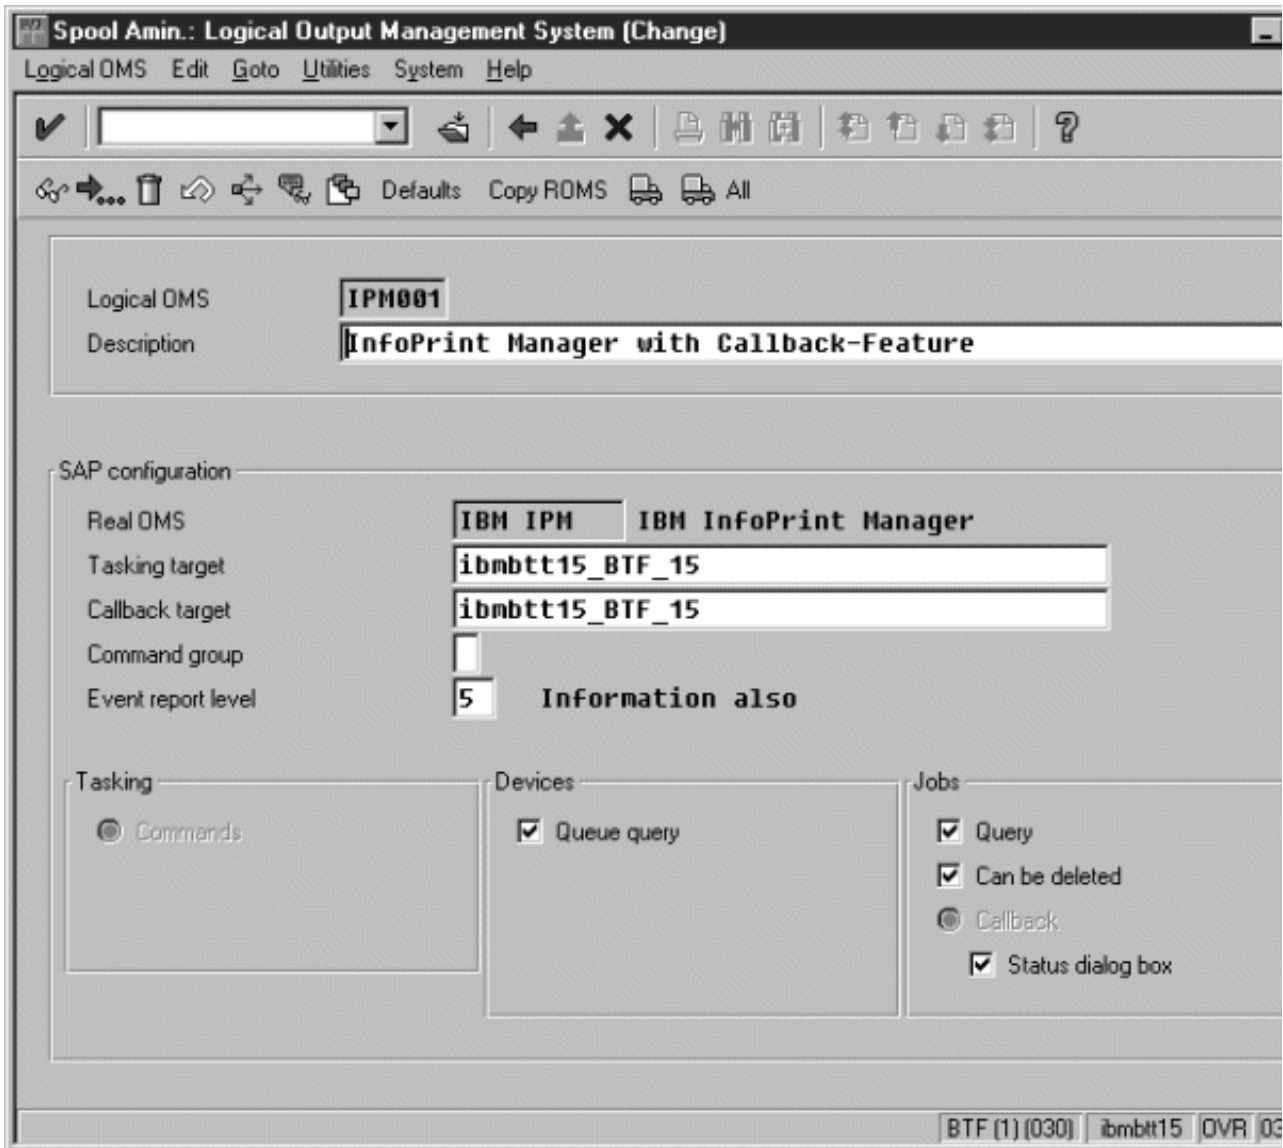 Spool Amin.: Logical Output Management System (Change)
Logical OMS Edit Goto Utilities System Help
Defaults Copy ROMS All
Logical OMS IPM001
Description InfoPrint Manager with Callback-Feature
SAP configuration
Real OMS IBM IPM IBM InfoPrint Manager
Tasking target ibmbtt15_BTF_15
Callback target ibmbtt15_BTF_15
Command group
Event report level 5 Information also
Tasking Devices Jobs
Commands Queue query Query
Can be deleted
Callback
Status dialog box
BTF (1) (030) ibmbtt15 OVR 03